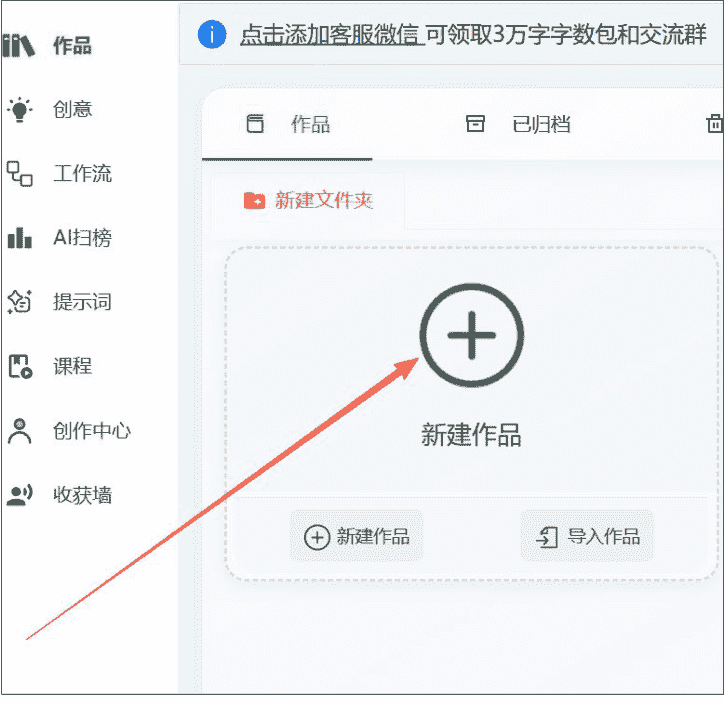 作品
创意
工作流
AI扫榜
提示词
课程
创作中心
收获墙
点击添加客服微信 可领取3万字字数包和交流群
作品 已归档
新建文件夹
新建作品
新建作品 导入作品